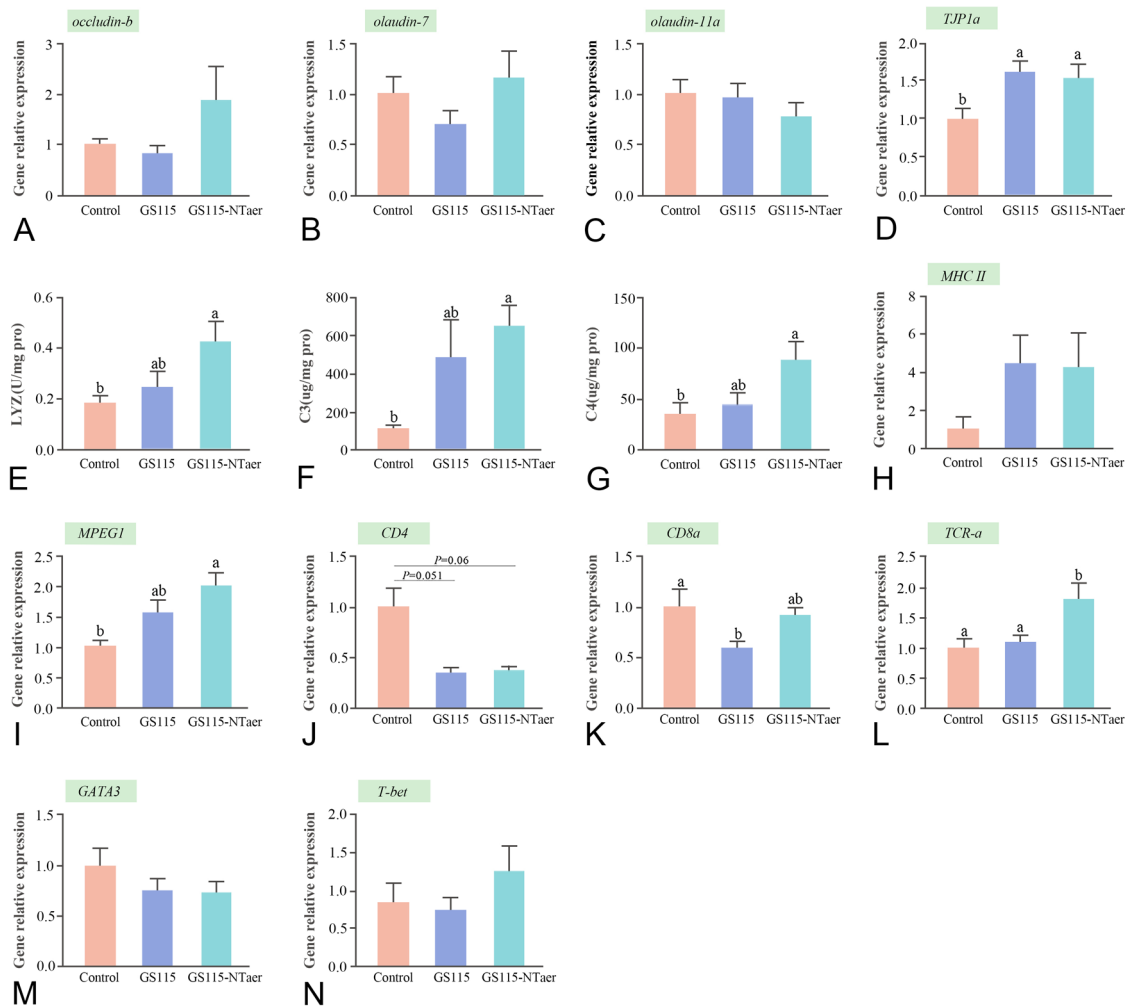 occludin-b
Gene relative expression
3
2
1
0
Control GS115 GS115-NTaer
A
olaudin-7
Gene relative expression
1.5
1.0
0.5
0.0
Control GS115 GS115-NTaer
B
olaudin-11a
Gene relative expression
1.5
1.0
0.5
0.0
Control GS115 GS115-NTaer
C
TJP1a
Gene relative expression
2.0
1.5
1.0
0.5
0.0
b a a
Control GS115 GS115-NTaer
D
LYZ(U/mg pro)
0.6
0.4
0.2
0.0
b ab a
Control GS115 GS115-NTaer
E
C3(ug/mg pro)
800
600
400
200
0
b ab a
Control GS115 GS115-NTaer
F
C4(ug/mg pro)
150
100
50
0
b ab a
Control GS115 GS115-NTaer
G
MHC II
Gene relative expression
8
6
4
2
0
Control GS115 GS115-NTaer
H
MPEG1
Gene relative expression
2.5
2.0
1.5
1.0
0.5
0.0
b ab a
Control GS115 GS115-NTaer
I
CD4
Gene relative expression
1.5
1.0
0.5
0.0
P=0.06
P=0.051
Control GS115 GS115-NTaer
J
CD8a
Gene relative expression
1.5
1.0
0.5
0.0
a b ab
Control GS115 GS115-NTaer
K
TCR-a
Gene relative expression
2.5
2.0
1.5
1.0
0.5
0.0
a a b
Control GS115 GS115-NTaer
L
GATA3
Gene relative expression
1.5
1.0
0.5
0.0
Control GS115 GS115-NTaer
M
T-bet
Gene relative expression
2.0
1.5
1.0
0.5
0.0
Control GS115 GS115-NTaer
N